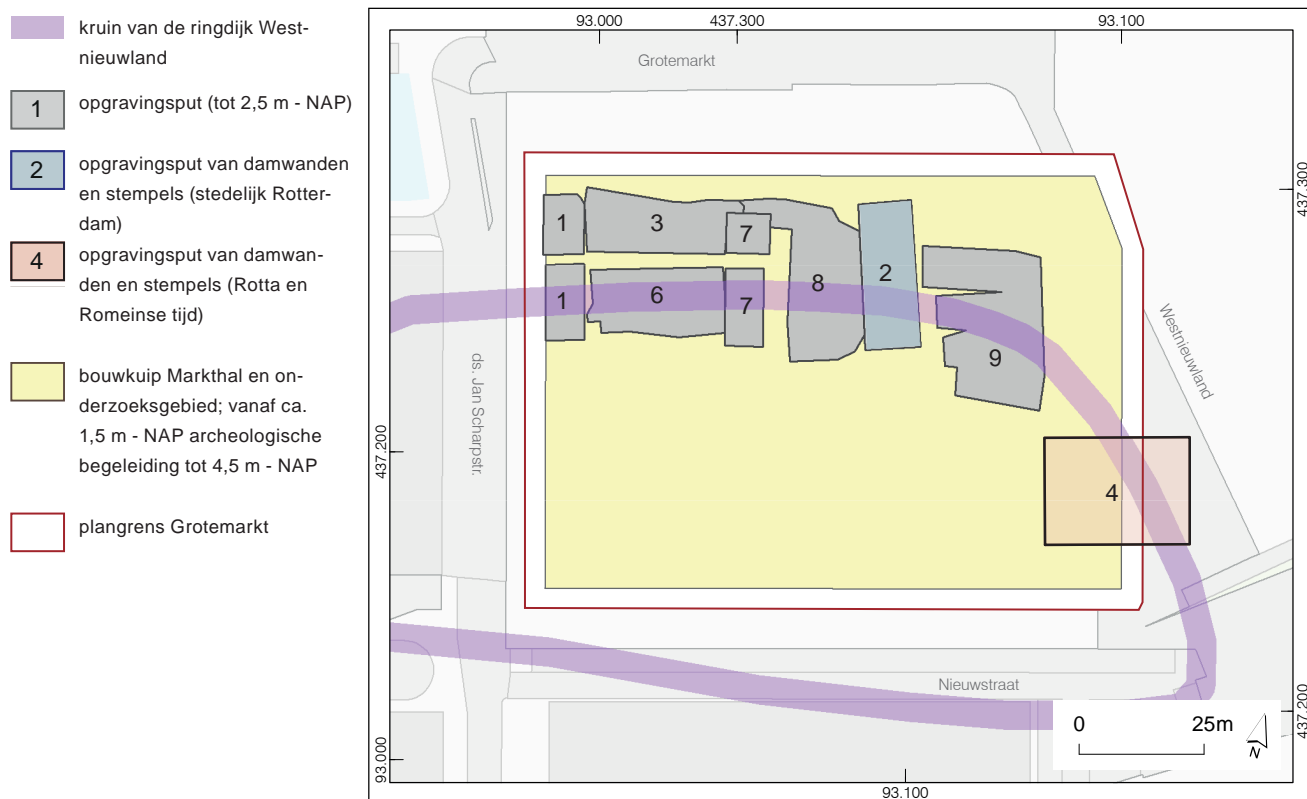 kruin van de ringdijk West-
nieuwland
1
opgravingsput (tot 2,5 m - NAP)
2
opgravingsput van damwanden
en stempels (stedelijk Rotter-
dam)
4
opgravingsput van damwan-
den en stempels (Rotta en
Romeinse tijd)
bouwkuip Markthal en on-
derzoeksgebied; vanaf ca.
1,5 m - NAP archeologische
begeleiding tot 4,5 m - NAP
plangrens Grotemarkt
93.000
437.300
93.100
Grotemarkt
437.300
1
3
7
8
2
1
6
7
9
Westnieuwland
ds. Jan Scharpstr.
437.200
4
Nieuwstraat
0
25m
N
437.200
93.000
93.100